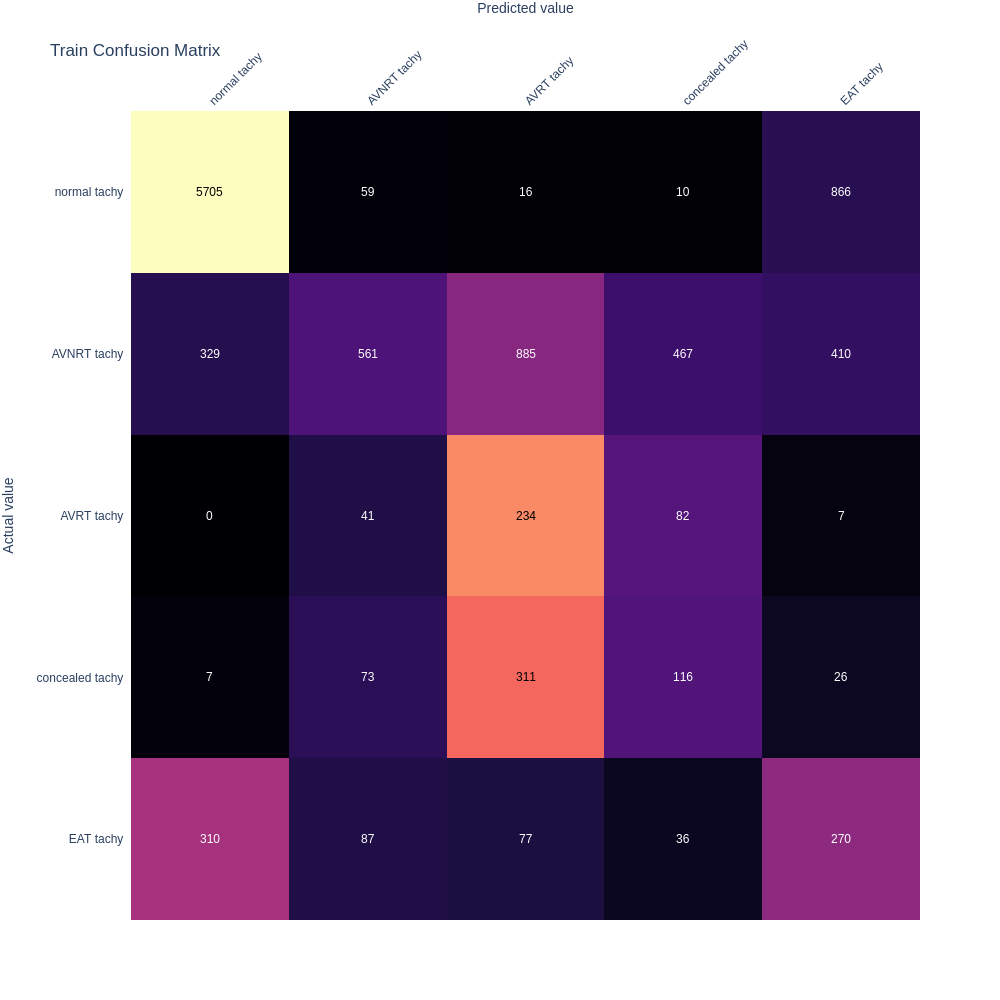 Predicted value
Train Confusion Matrix
normal tachy
AVNRT tachy
AVRT tachy
concealed tachy
EAT tachy
normal tachy 5705 59 16 10 866
AVNRT tachy 329 561 885 467 410
Actual value
AVRT tachy 0 41 234 82 7
concealed tachy 7 73 311 116 26
EAT tachy 310 87 77 36 270